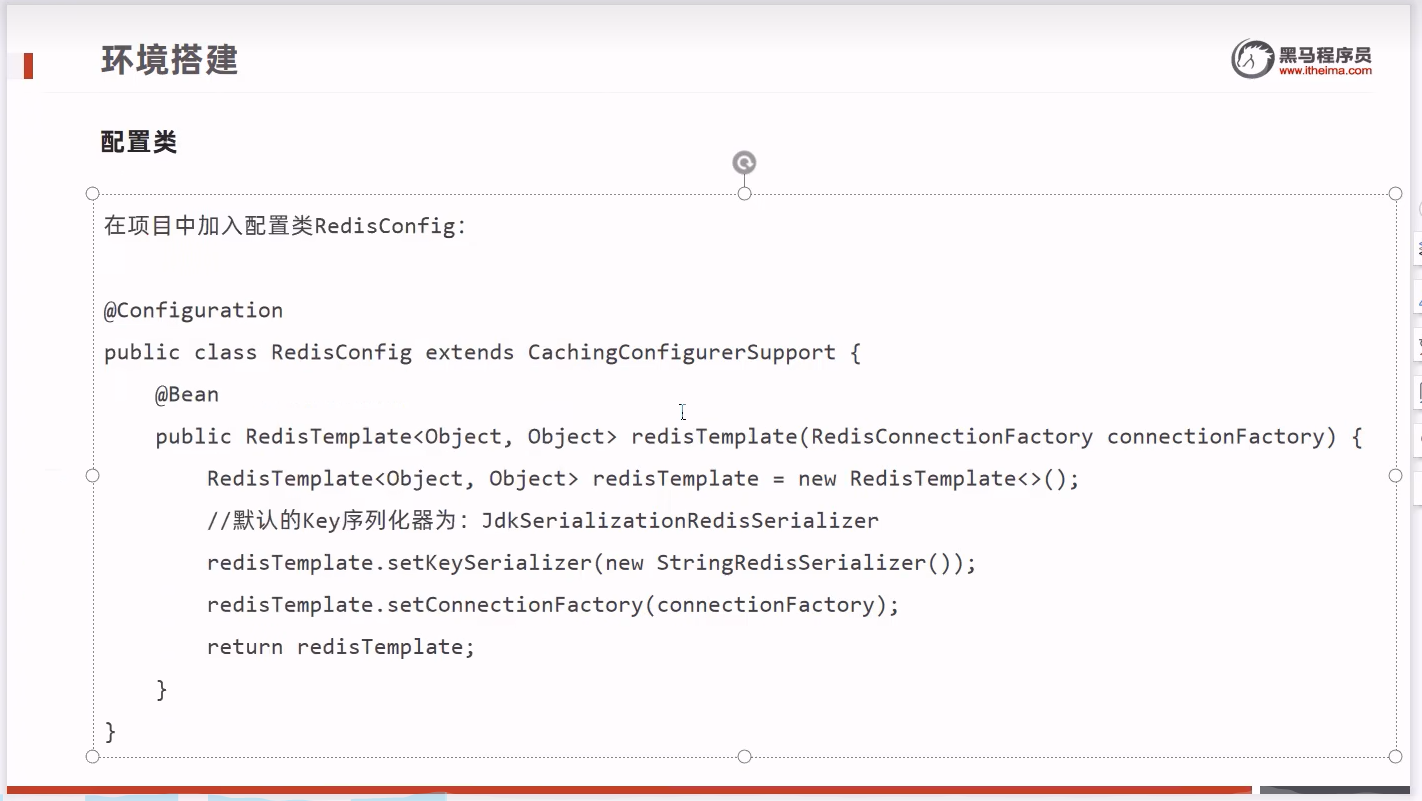 环境搭建
黑马程序员
www.itheima.com
配置类
在项目中加入配置类RedisConfig：
@Configuration
public class RedisConfig extends CachingConfigurerSupport {
    @Bean
    public RedisTemplate<Object, Object> redisTemplate(RedisConnectionFactory connectionFactory) {
        RedisTemplate<Object, Object> redisTemplate = new RedisTemplate<>();
        //默认的Key序列化器为：JdkSerializationRedisSerializer
        redisTemplate.setKeySerializer(new StringRedisSerializer());
        redisTemplate.setConnectionFactory(connectionFactory);
        return redisTemplate;
    }
}